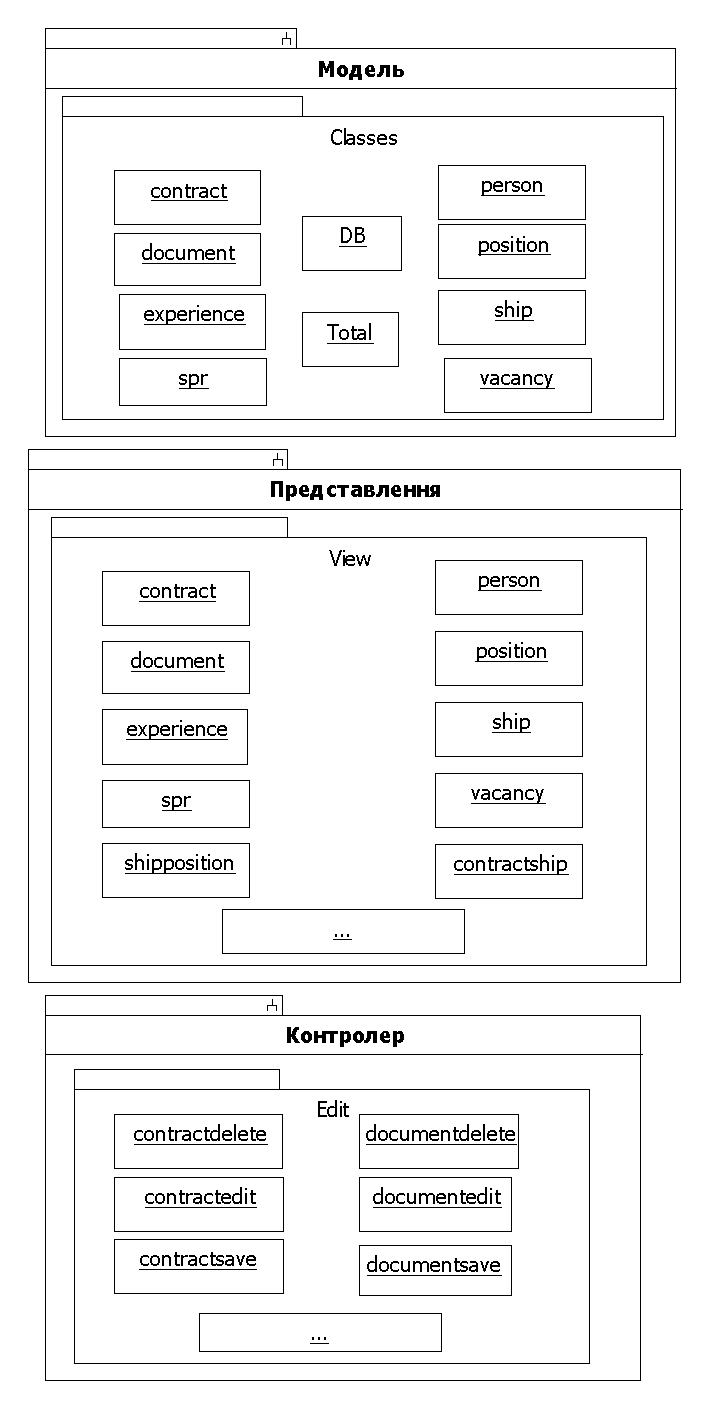 Модель
Classes
contract
document
experience
spr
DB
Total
person
position
ship
vacancy
Представлення
View
contract
document
experience
spr
shipposition
person
position
ship
vacancy
contractship
...
Контролер
Edit
contractdelete
contractedit
contractsave
documentdelete
documentedit
documentsave
...